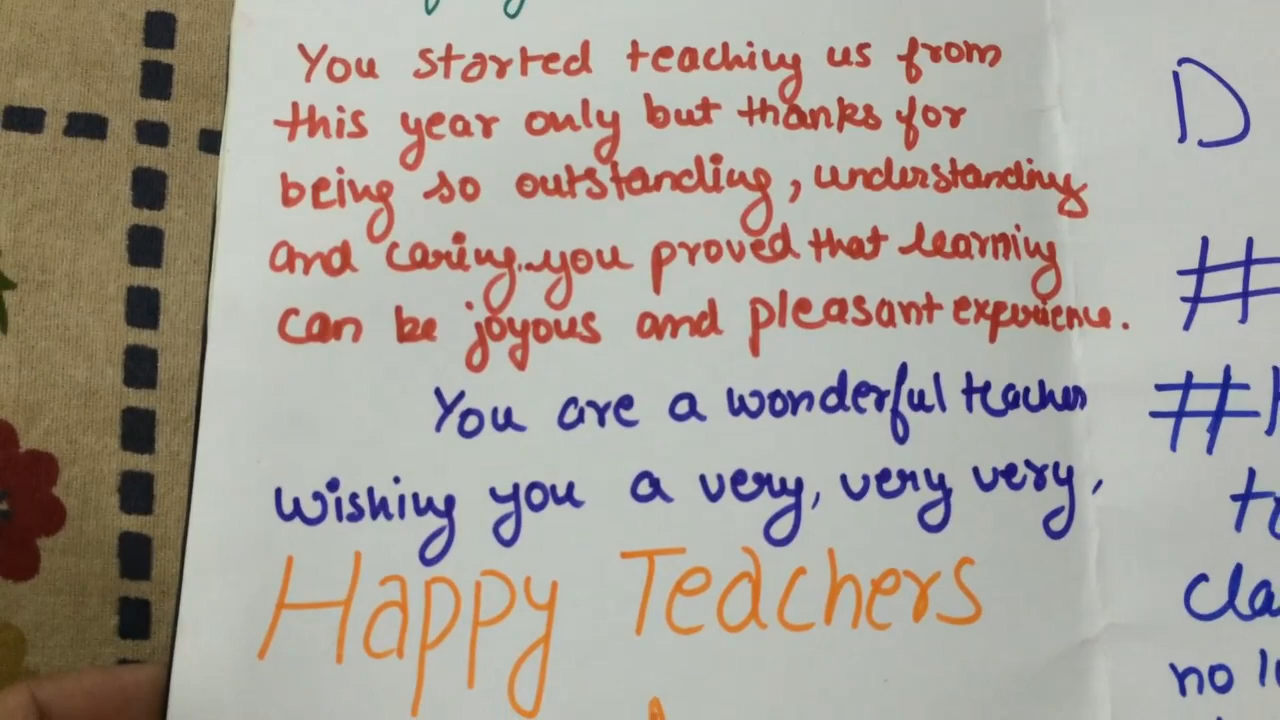 You started teaching us from
this year only but thanks for
being so outstanding, understanding
and caring. you proved that learning
can be joyous and pleasant experience.
You are a wonderful teacher
wishing you a very, very very,
Happy Teachers
D
#
#
no